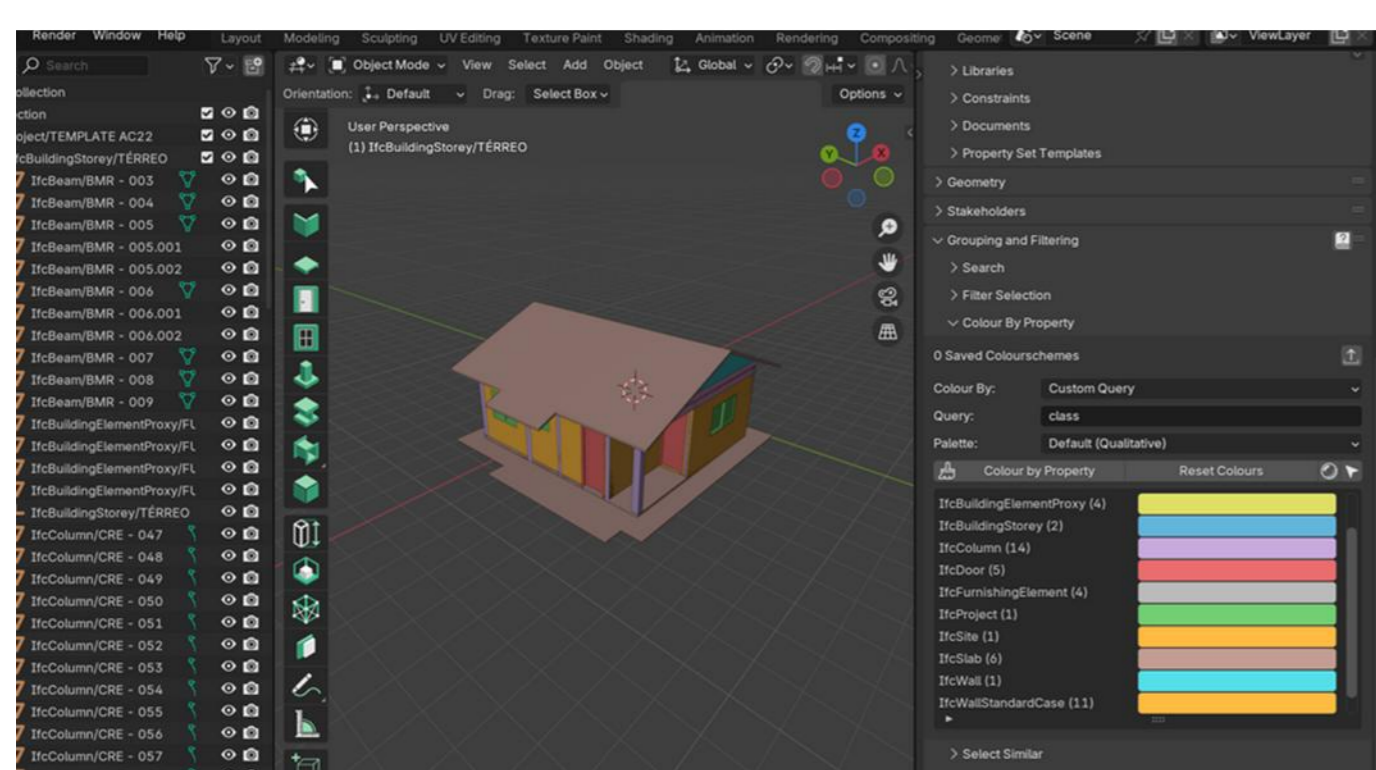 Render Window Help Layout Modeling Sculpting UV Editing Texture Paint Shading Animation Rendering Compositing Geome Scene ViewLayer
Search
Object Mode View Select Add Object Global
Orientation: Default Drag: Select Box Options
User Perspective
(1) IfcBuildingStorey/TÉRREO
Z
Y
X
ollection
ction
oject/TEMPLATE AC22
fcBuildingStorey/TÉRREO
IfcBeam/BMR - 003
IfcBeam/BMR - 004
IfcBeam/BMR - 005
IfcBeam/BMR - 005.001
IfcBeam/BMR - 005.002
IfcBeam/BMR - 006
IfcBeam/BMR - 006.001
IfcBeam/BMR - 006.002
IfcBeam/BMR - 007
IfcBeam/BMR - 008
IfcBeam/BMR - 009
IfcBuildingElementProxy/FU
IfcBuildingElementProxy/FU
IfcBuildingElementProxy/FU
IfcBuildingElementProxy/FU
IfcBuildingStorey/TÉRREO
IfcColumn/CRE - 047
IfcColumn/CRE - 048
IfcColumn/CRE - 049
IfcColumn/CRE - 050
IfcColumn/CRE - 051
IfcColumn/CRE - 052
IfcColumn/CRE - 053
IfcColumn/CRE - 054
IfcColumn/CRE - 055
IfcColumn/CRE - 056
IfcColumn/CRE - 057
Libraries
Constraints
Documents
Property Set Templates
Geometry
Stakeholders
Grouping and Filtering
Search
Filter Selection
Colour By Property
0 Saved Colourschemes
Colour By: Custom Query
Query: class
Palette: Default (Qualitative)
Colour by Property Reset Colours
IfcBuildingElementProxy (4)
IfcBuildingStorey (2)
IfcColumn (14)
IfcDoor (5)
IfcFurnishingElement (4)
IfcProject (1)
IfcSite (1)
IfcSlab (6)
IfcWall (1)
IfcWallStandardCase (11)
Select Similar